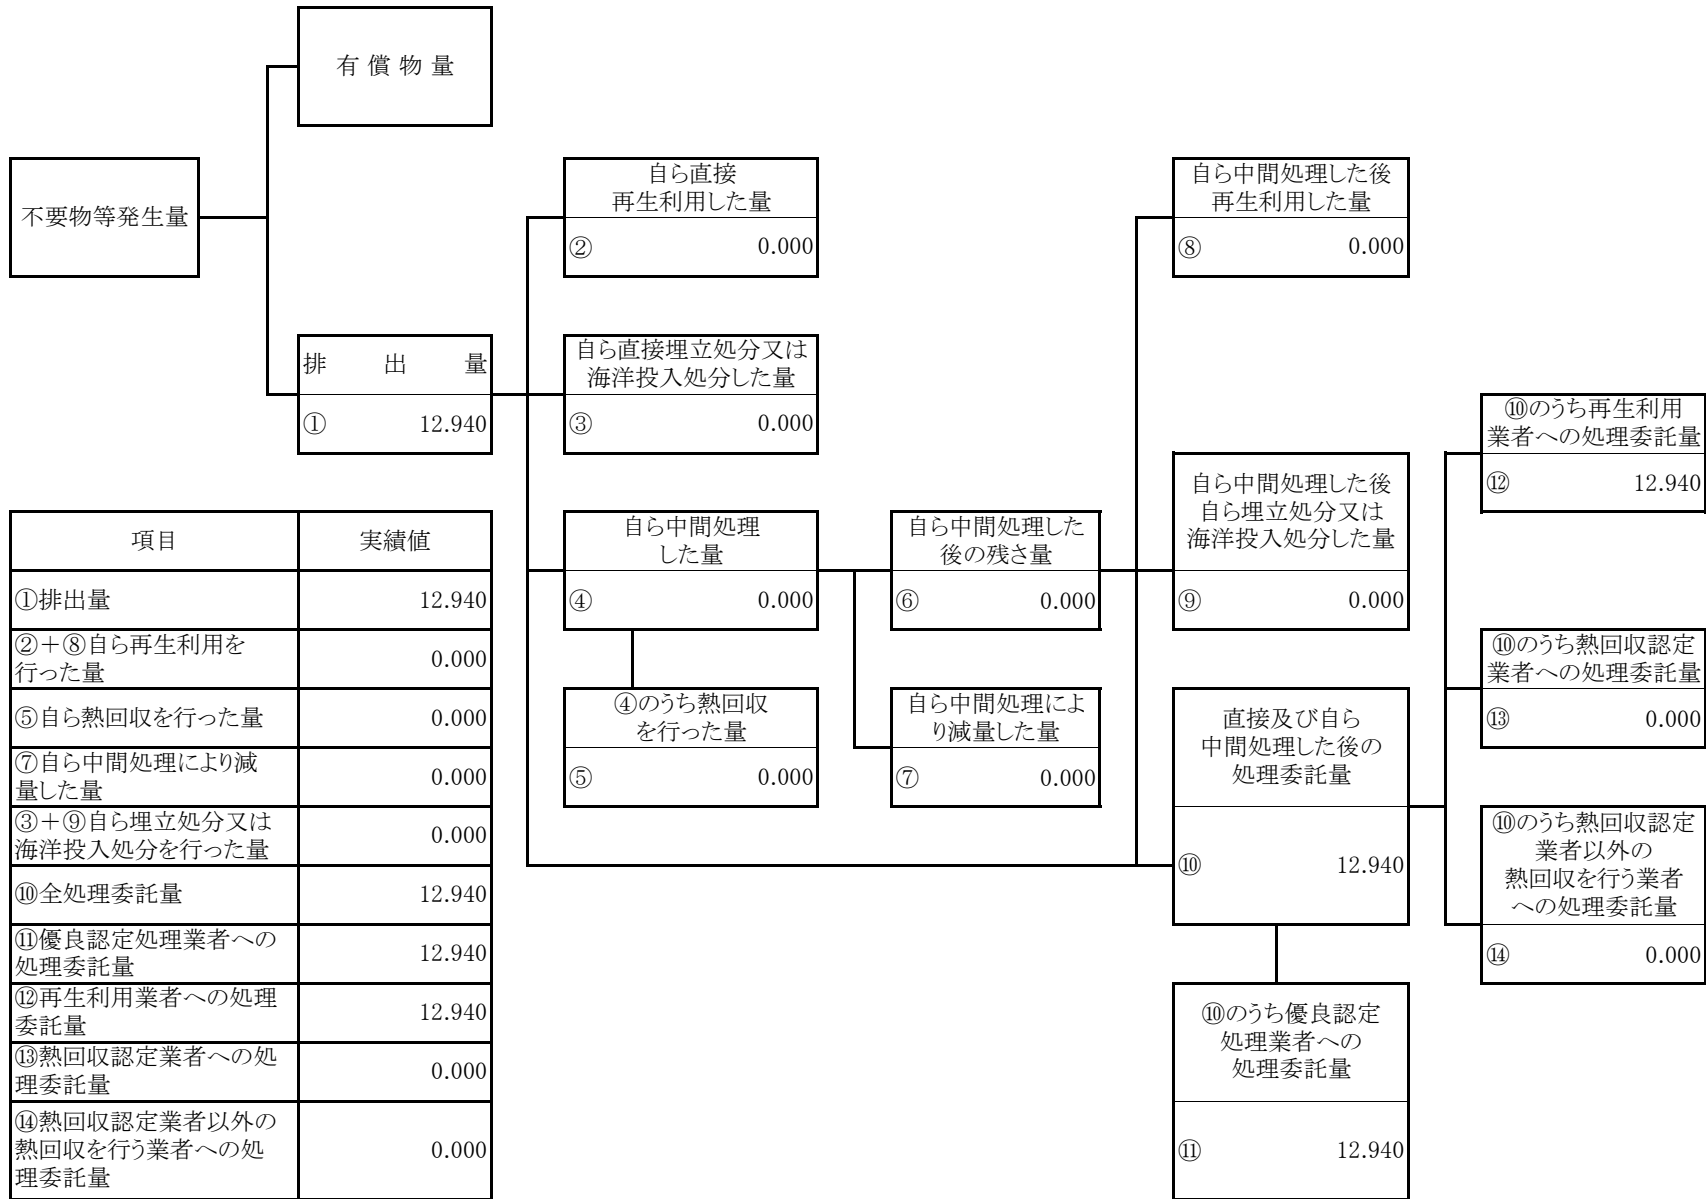 有 償 物 量
不要物等発生量
自ら直接
再生利用した量
② 0.000
自ら中間処理した後
再生利用した量
⑧ 0.000
排 出 量
① 12.940
自ら直接埋立処分又は
海洋投入処分した量
③ 0.000
⑩のうち再生利用
業者への処理委託量
⑫ 12.940
自ら中間処理
した量
④ 0.000
自ら中間処理した
後の残さ量
⑥ 0.000
自ら中間処理した後
自ら埋立処分又は
海洋投入処分した量
⑨ 0.000
④のうち熱回収
を行った量
⑤ 0.000
自ら中間処理によ
り減量した量
⑦ 0.000
直接及び自ら
中間処理した後の
処理委託量
⑩ 12.940
⑩のうち熱回収認定
業者への処理委託量
⑬ 0.000
⑩のうち熱回収認定
業者以外の
熱回収を行う業者
への処理委託量
⑭ 0.000
⑩のうち優良認定
処理業者への
処理委託量
⑪ 12.940
項目 実績値
①排出量 12.940
②+⑧自ら再生利用を
行った量 0.000
⑤自ら熱回収を行った量 0.000
⑦自ら中間処理により減
量した量 0.000
③+⑨自ら埋立処分又は
海洋投入処分を行った量 0.000
⑩全処理委託量 12.940
⑪優良認定処理業者への
処理委託量 12.940
⑫再生利用業者への処理
委託量 12.940
⑬熱回収認定業者への処
理委託量 0.000
⑭熱回収認定業者以外の
熱回収を行う業者への処
理委託量 0.000